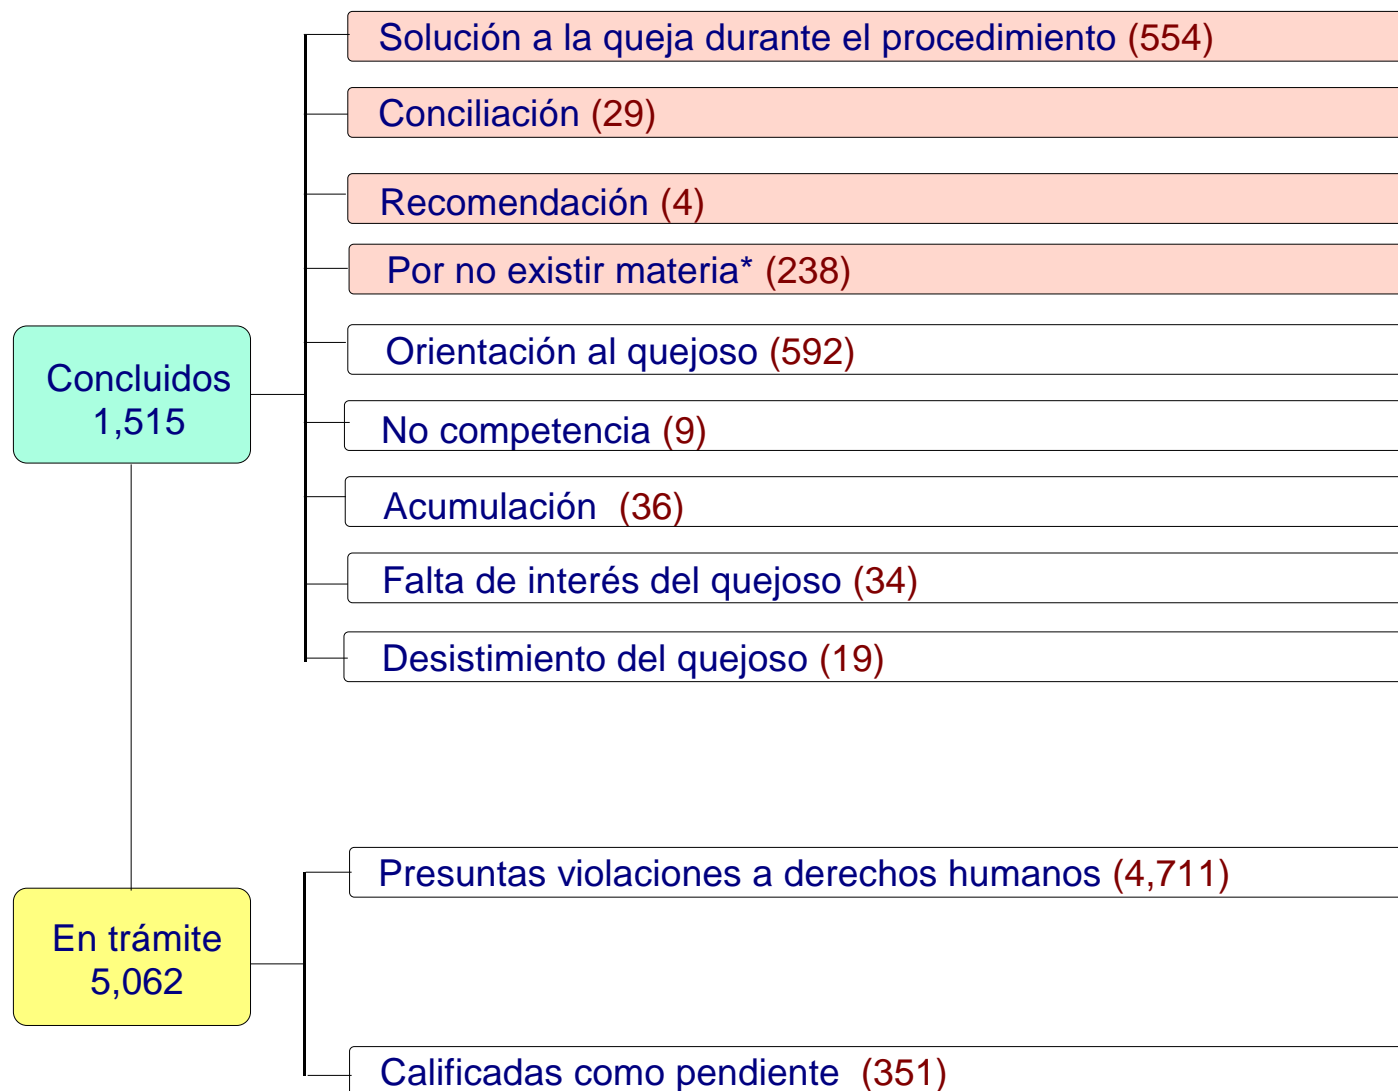 Solución a la queja durante el procedimiento (554)
Conciliación (29)
Recomendación (4)
Por no existir materia* (238)
Orientación al quejoso (592)
Concluidos
1,515
No competencia (9)
Acumulación (36)
Falta de interés del quejoso (34)
Desistimiento del quejoso (19)
Presuntas violaciones a derechos humanos (4,711)
En trámite
5,062
Calificadas como pendiente (351)